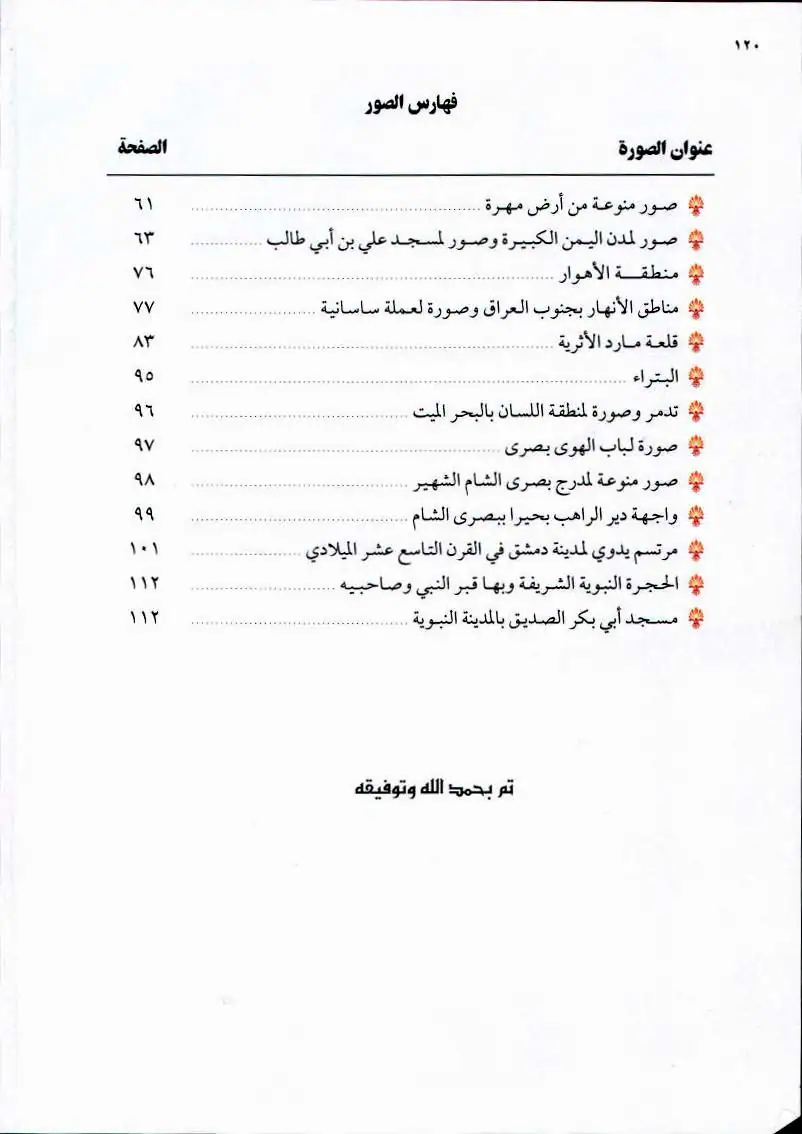 ١٢٠
فهارس الصور
عنوان الصورة الصفحة
صور منوعة من أرض مهرة ٦١
صور لمدن اليمن الكبيرة وصور لمسجد علي بن أبي طالب ٦٣
منطقة الأهوار ٧٦
مناطق الأنهار بجنوب العراق وصورة لعملة ساسانية ٧٧
قلعة مارد الأثرية ٨٣
البتراء ٩٥
تدمر وصورة لمنطقة اللسان بالبحر الميت ٩٦
صورة لباب الهوى بصرى ٩٧
صور منوعة لمدرج بصرى الشام الشهير ٩٨
واجهة دير الراهب بحيرا ببصرى الشام ٩٩
مرتسم يدوي لمدينة دمشق في القرن التاسع عشر الميلادي ١٠١
الحجرة النبوية الشريفة وبها قبر النبي وصاحبيه ١١٢
مسجد أبي بكر الصديق بالمدينة النبوية ١١٢
تم بحمد الله وتوفيقه